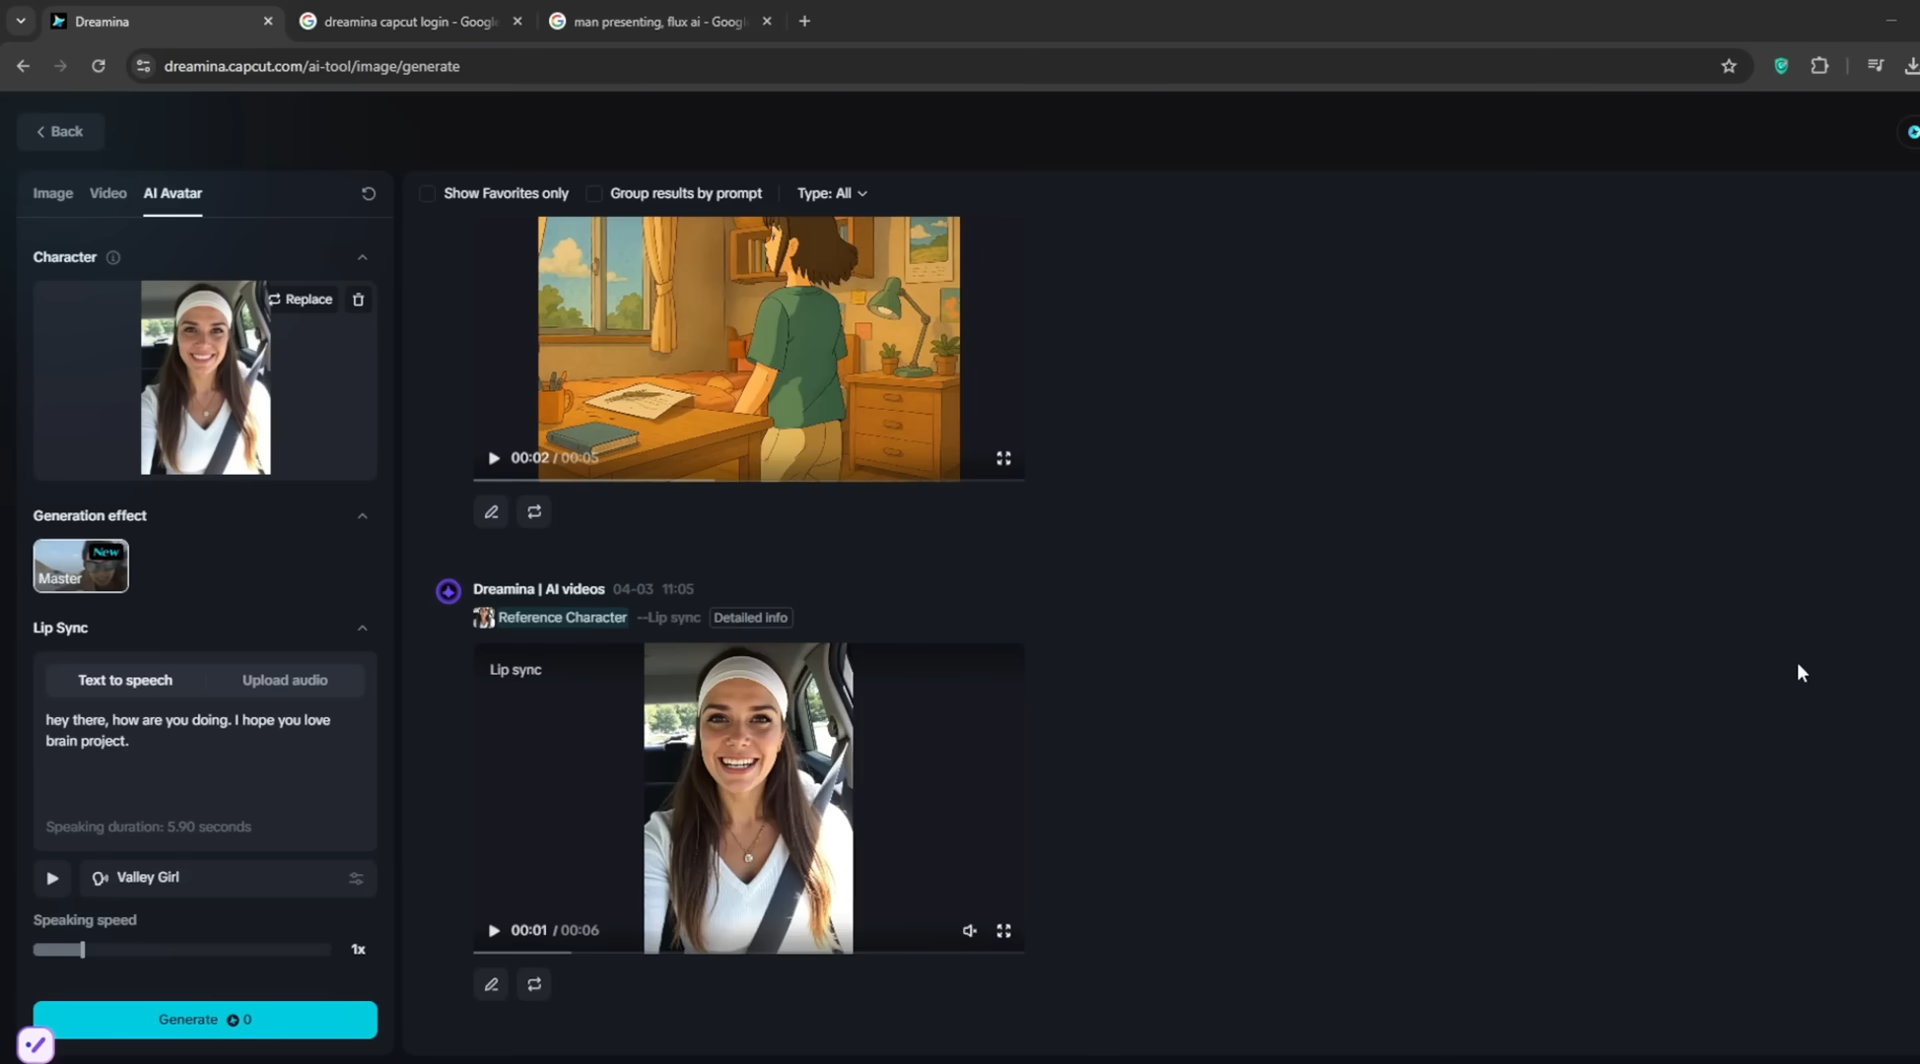 Dreamina
dreamina capcut login - Google
man presenting, flux ai - Googl
dreamina.capcut.com/ai-tool/image/generate
Back
Image Video AI Avatar
Show Favorites only
Group results by prompt
Type: All
Character
Replace
00:02 / 00:05
Generation effect
New
Master
Dreamina | AI videos 04-03 11:05
Reference Character --Lip sync Detailed info
Lip Sync
Lip sync
Text to speech Upload audio
hey there, how are you doing. I hope you love
brain project.
Speaking duration: 5.90 seconds
Valley Girl
Speaking speed
1x
00:01 / 00:06
Generate 0